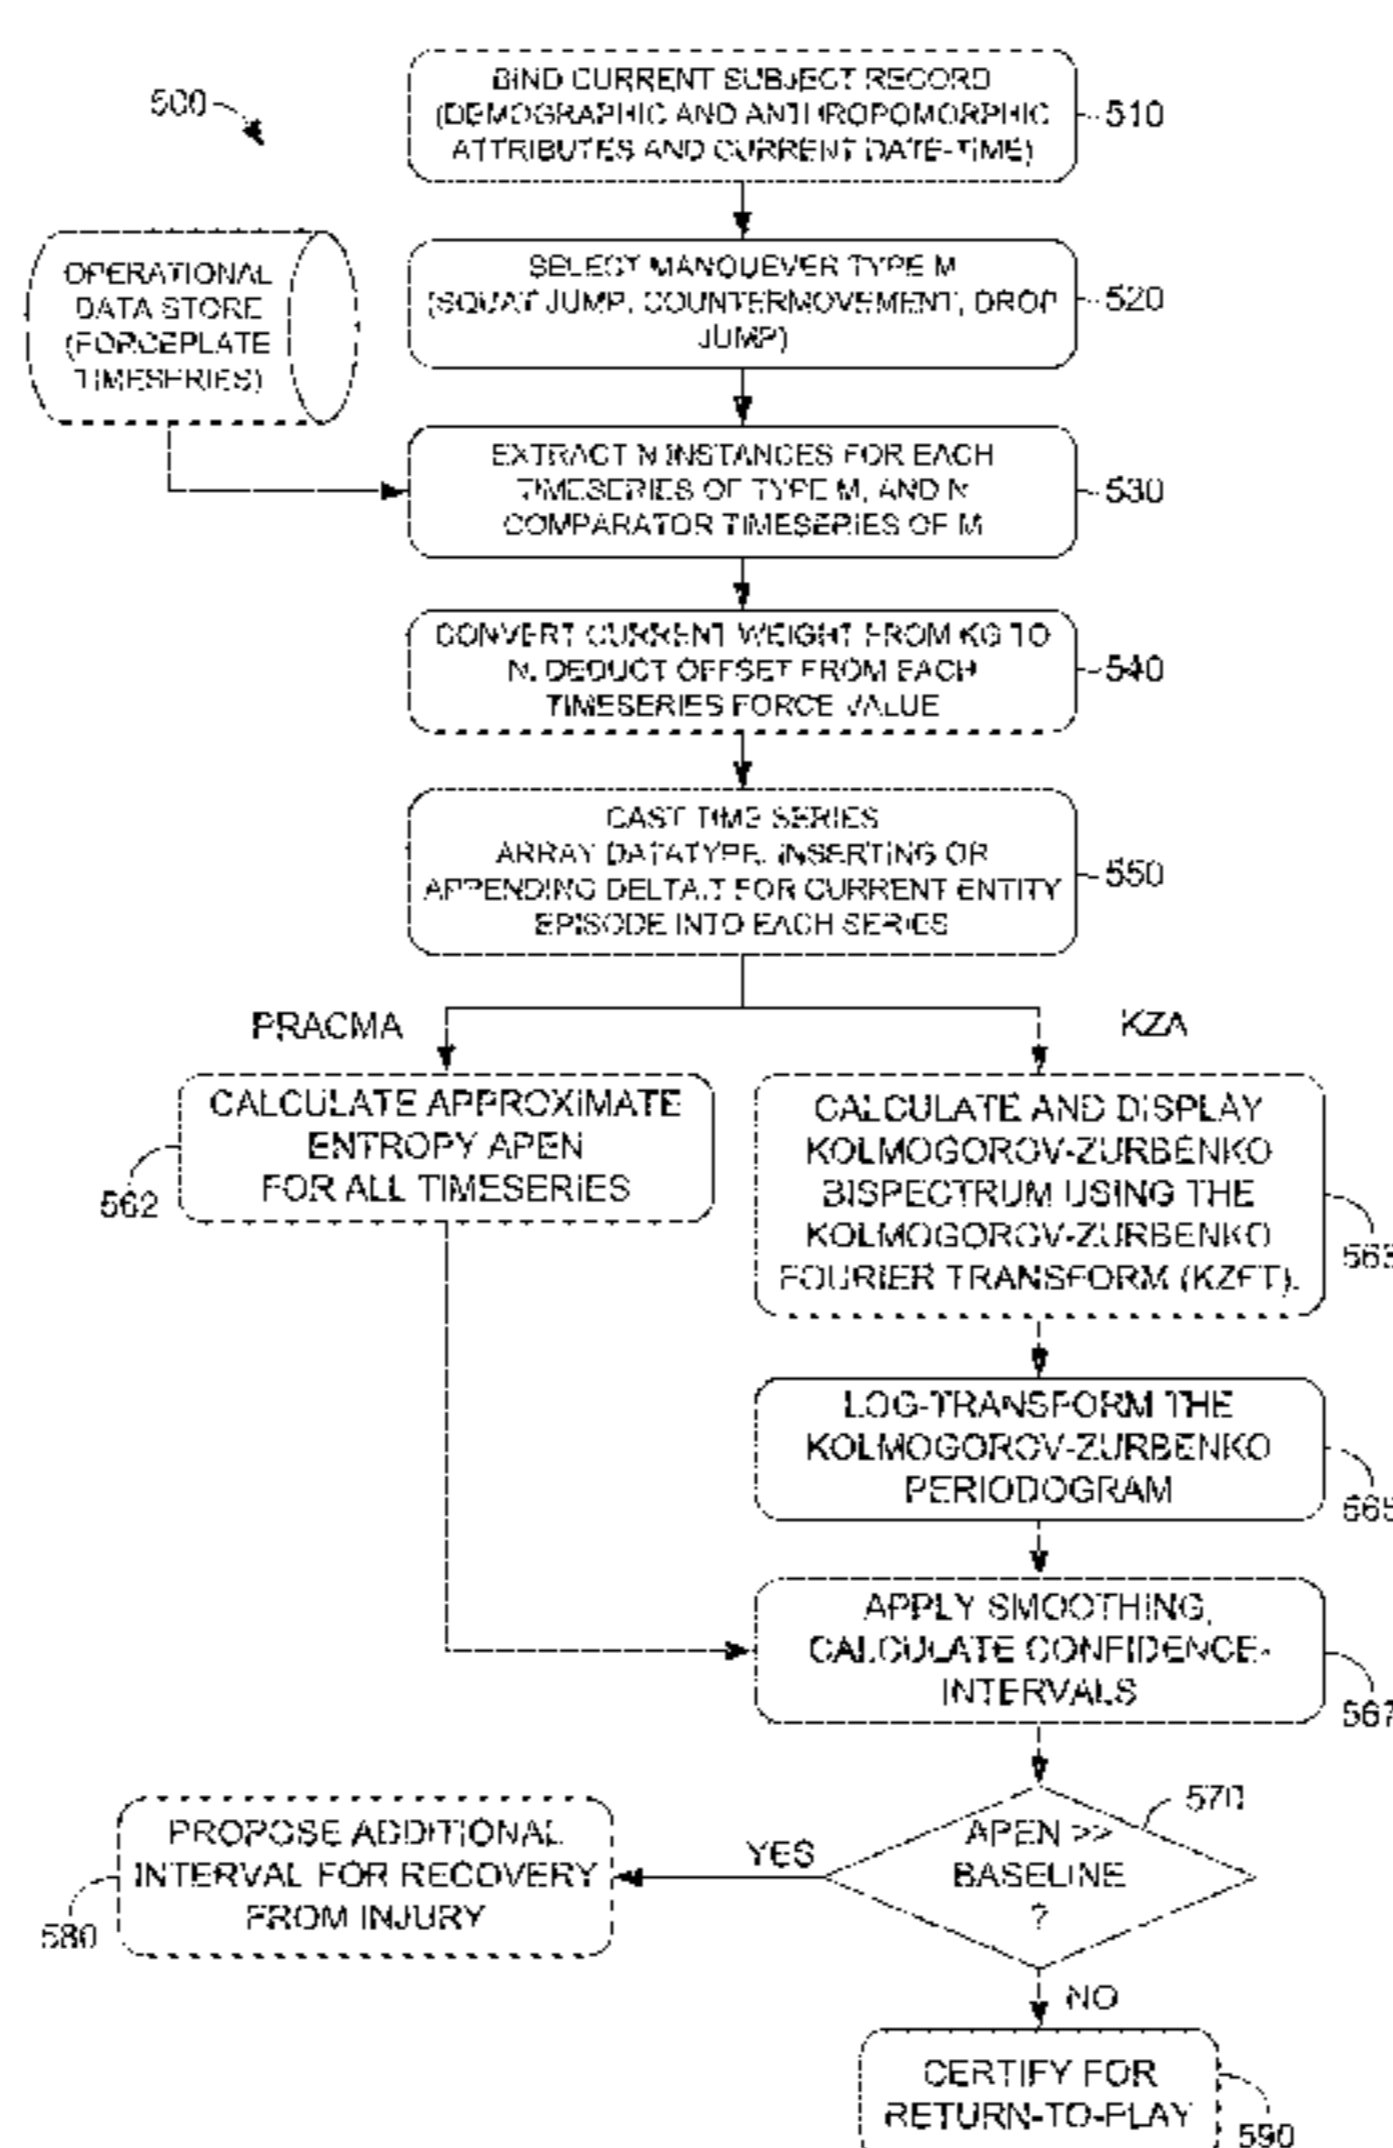 500
BIND CURRENT SUBJECT RECORD
(DEMOGRAPHIC AND ANTHROPOMORPHIC
ATTRIBUTES AND CURRENT DATE-TIME)
510
OPERATIONAL
DATA STORE
(FORCEPLATE
TIMESERIES)
SELECT MANOUEVER TYPE M
(SQUAT JUMP, COUNTERMOVEMENT, DROP
JUMP)
520
EXTRACT N INSTANCES FOR EACH
TIMESERIES OF TYPE M, AND N
COMPARATOR TIMESERIES OF M
530
CONVERT CURRENT WEIGHT FROM KG TO
N. DEDUCT OFFSET FROM EACH
TIMESERIES FORCE VALUE
540
CAST TIME SERIES
ARRAY DATATYPE, INSERTING OR
APPENDING DELTA.T FOR CURRENT ENTITY
EPISODE INTO EACH SERIES
550
PRACMA
KZA
CALCULATE APPROXIMATE
ENTROPY APEN
FOR ALL TIMESERIES
562
CALCULATE AND DISPLAY
KOLMOGOROV-ZURBENKO
BISPECTRUM USING THE
KOLMOGOROV-ZURBENKO
FOURIER TRANSFORM (KZFT).
563
LOG-TRANSFORM THE
KOLMOGOROV-ZURBENKO
PERIODOGRAM
565
APPLY SMOOTHING,
CALCULATE CONFIDENCE-
INTERVALS
567
570
APEN >>
BASELINE
?
YES
PROPOSE ADDITIONAL
INTERVAL FOR RECOVERY
FROM INJURY
580
NO
CERTIFY FOR
RETURN-TO-PLAY
590